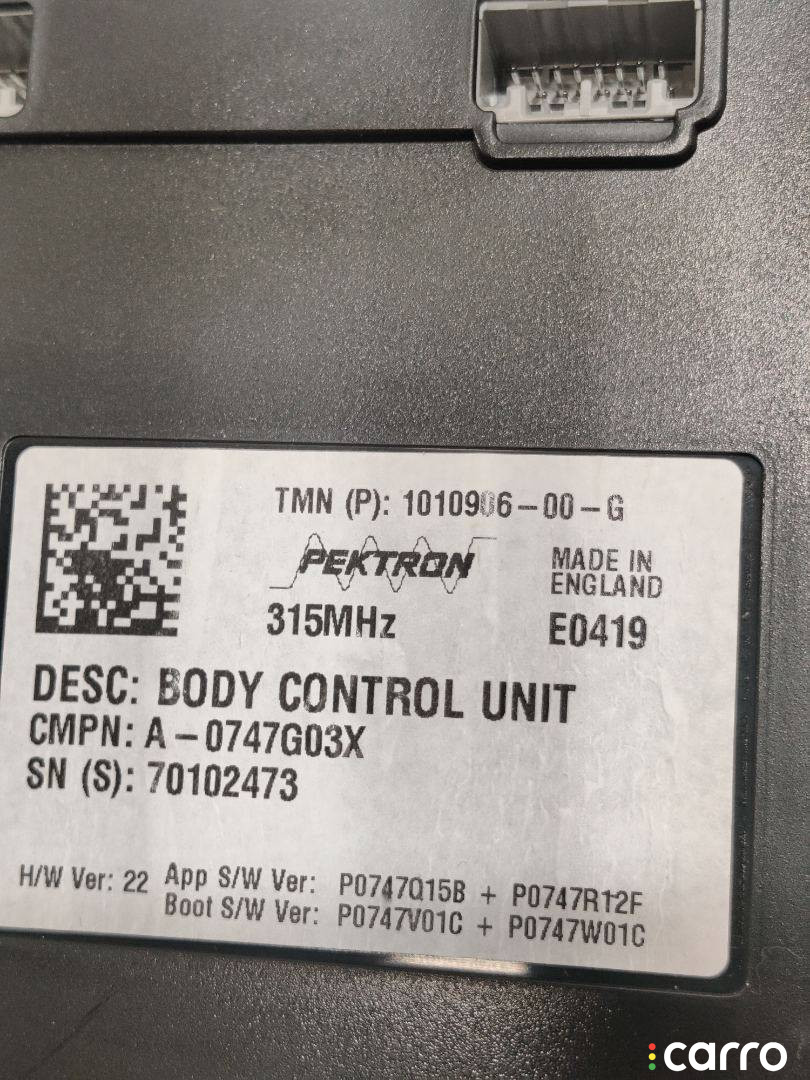 TMN (P): 1010906-00-G
PEKTRON
MADE IN
ENGLAND
315MHz
E0419
DESC: BODY CONTROL UNIT
CMPN: A-0747G03X
SN (S): 70102473
H/W Ver: 22 App S/W Ver: P0747Q15B + P0747R12F
Boot S/W Ver: P0747V01C + P0747W01C
carro